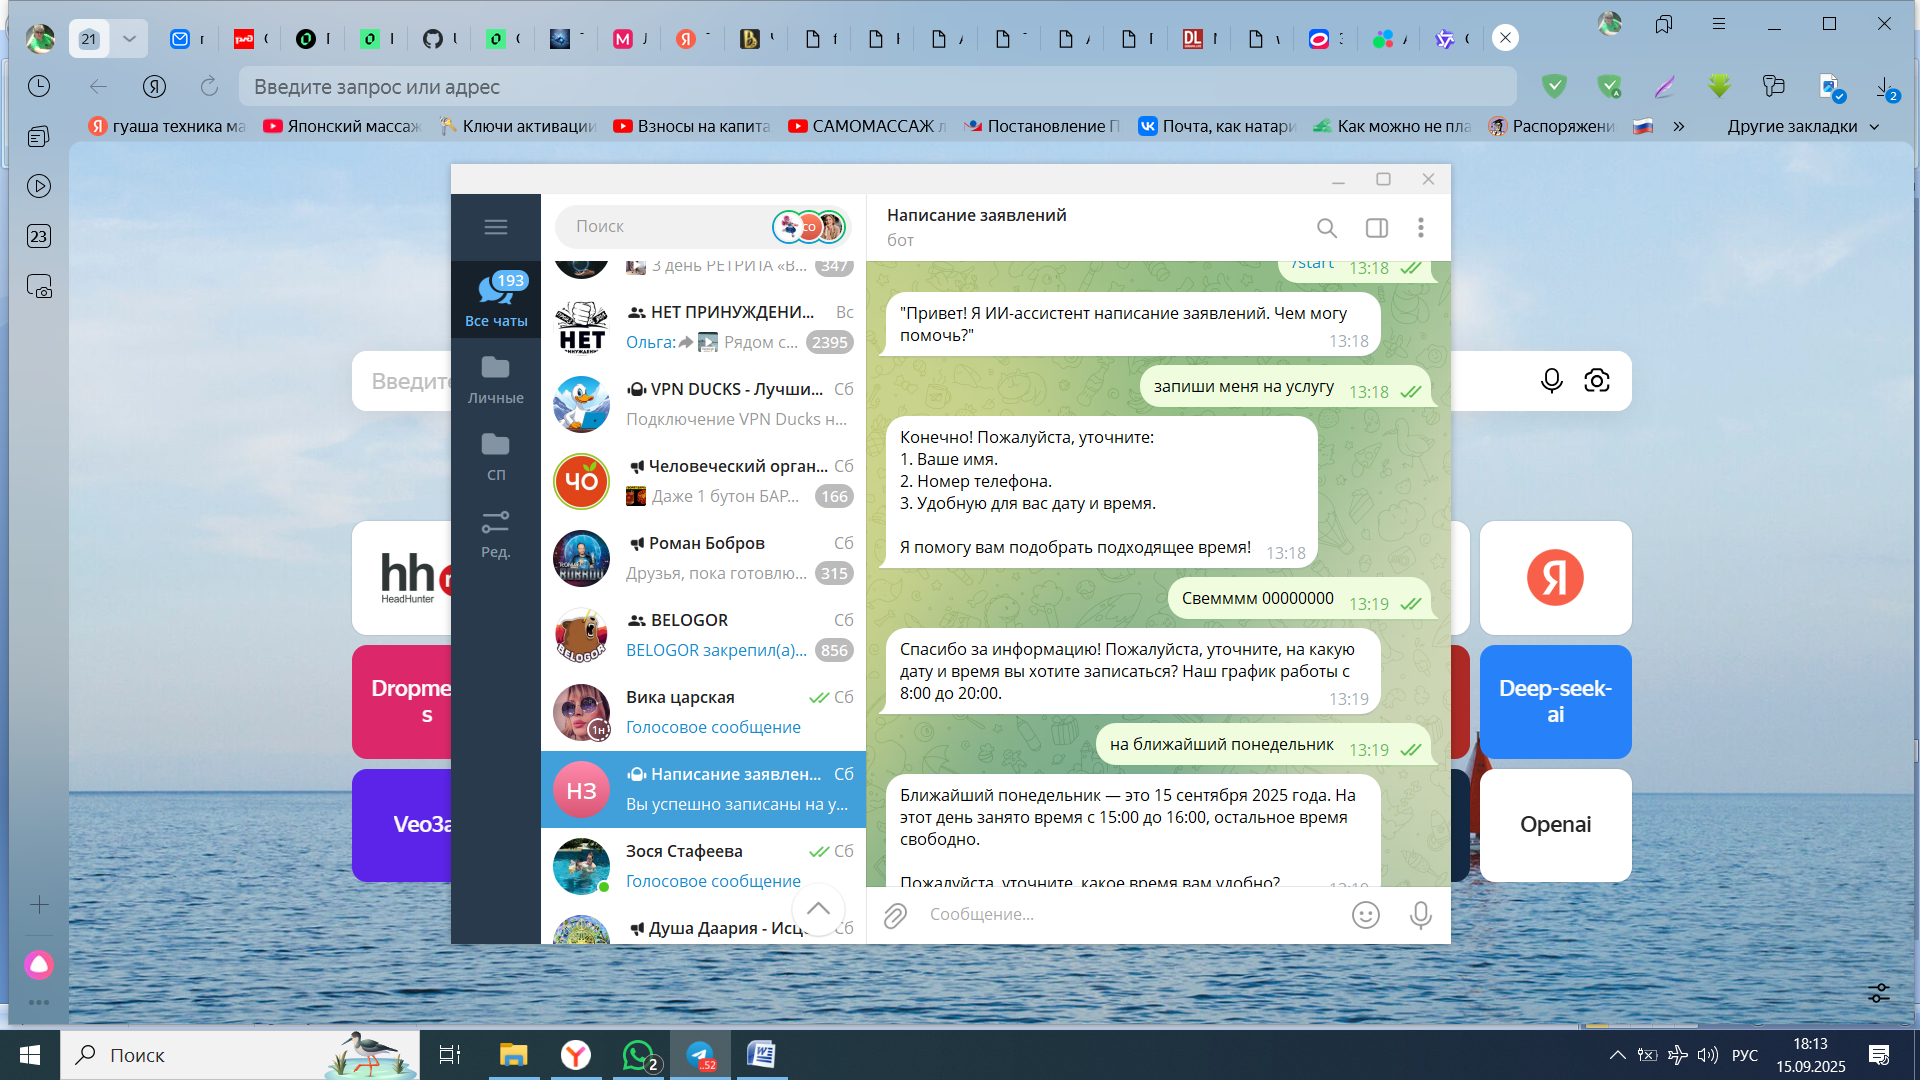 21
Введите запрос или адрес
2
гуаша техника ма
Японский массаж
Ключи активации
Взносы на капита
САМОМАССАЖ л
Постановление П
Почта, как натари
Как можно не пла
Распоряжени
»
Другие закладки
23
Введите
hh
HeadHunter
Dropme
s
Veo3a
Я
Deep-seek-
ai
Openai
193
Все чаты
Личные
СП
Ред.
Поиск
3 день РЕТРИТА «В...
347
НЕТ ПРИНУЖДЕНИ...
Вс
Ольга:
Рядом с...
2395
VPN DUCKS - Лучши...
Сб
Подключение VPN Ducks н...
ЧО
Человеческий орган...
Сб
Даже 1 бутон БАР...
166
Роман Бобров
Сб
Друзья, пока готовлю...
315
BELOGOR
Сб
BELOGOR закрепил(а)...
856
Вика царская
Сб
1н
Голосовое сообщение
НЗ
Написание заявлен...
Сб
Вы успешно записаны на у...
Зося Стафеева
Сб
Голосовое сообщение
Душа Даария - Исц
Сб
Написание заявлений
бот
/start
13:18
"Привет! Я ИИ-ассистент написание заявлений. Чем могу
помочь?"
13:18
запиши меня на услугу
13:18
Конечно! Пожалуйста, уточните:
1. Ваше имя.
2. Номер телефона.
3. Удобную для вас дату и время.
Я помогу вам подобрать подходящее время!
13:18
Свемммм 00000000
13:19
Спасибо за информацию! Пожалуйста, уточните, на какую
дату и время вы хотите записаться? Наш график работы с
8:00 до 20:00.
13:19
на ближайший понедельник
13:19
Ближайший понедельник — это 15 сентября 2025 года. На
этот день занято время с 15:00 до 16:00, остальное время
свободно.
Пожалуйста, уточните, какое время вам удобно?
13:19
Сообщение...
Поиск
2
..52
РУС
18:13
15.09.2025